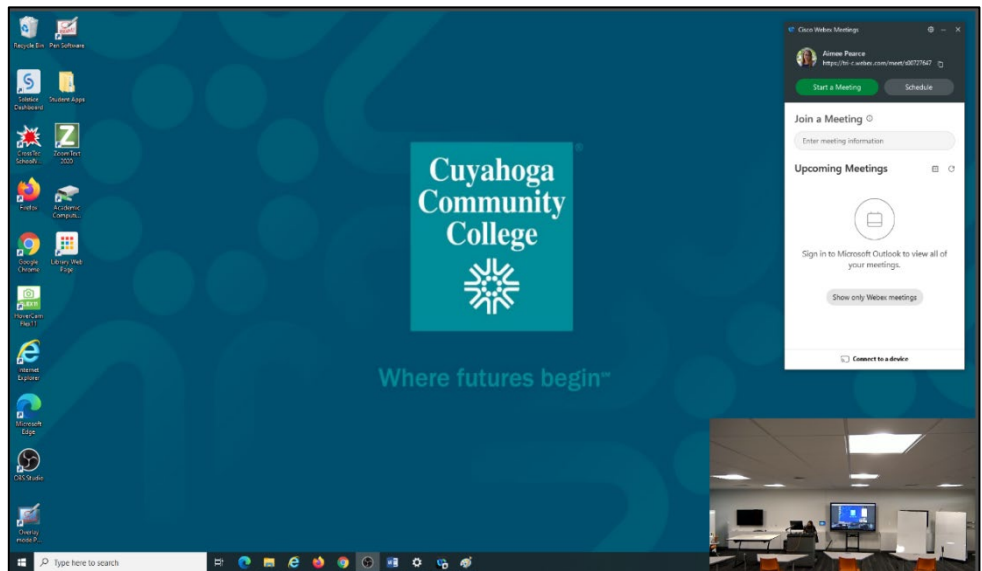 Recycle Bin
Pen Software
Solstice
Dashboard
Student Apps
CrossTec
SchoolV...
ZoomText
2020
Firefox
Academic
Computi...
Google
Chrome
Library Web
Page
HoverCam
Flex11
Internet
Explorer
Microsoft
Edge
OBS Studio
Overlay
mode P...
Cuyahoga
Community
College
®
Where futures begin℠
Cisco Webex Meetings
Aimee Pearce
Start a Meeting
Schedule
Join a Meeting
Enter meeting information
Upcoming Meetings
Sign in to Microsoft Outlook to view all of
your meetings.
Show only Webex meetings
Connect to a device
Type here to search